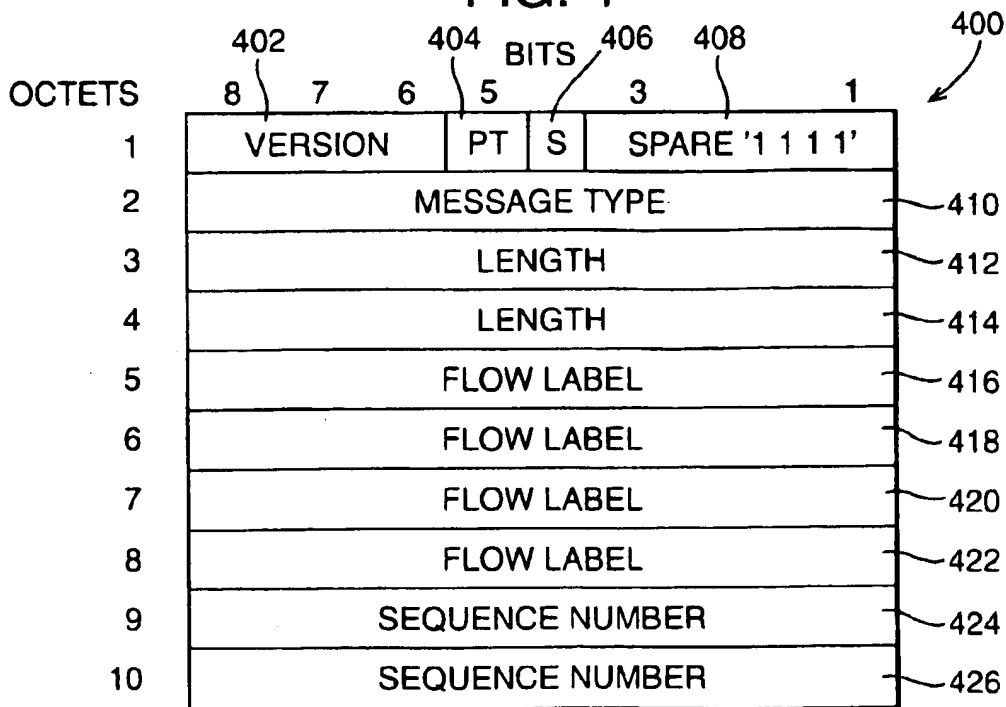 402 404 BITS 406 408 400
OCTETS 8 7 6 5 3 1
1 VERSION PT S SPARE '1 1 1 1'
2 MESSAGE TYPE 410
3 LENGTH 412
4 LENGTH 414
5 FLOW LABEL 416
6 FLOW LABEL 418
7 FLOW LABEL 420
8 FLOW LABEL 422
9 SEQUENCE NUMBER 424
10 SEQUENCE NUMBER 426